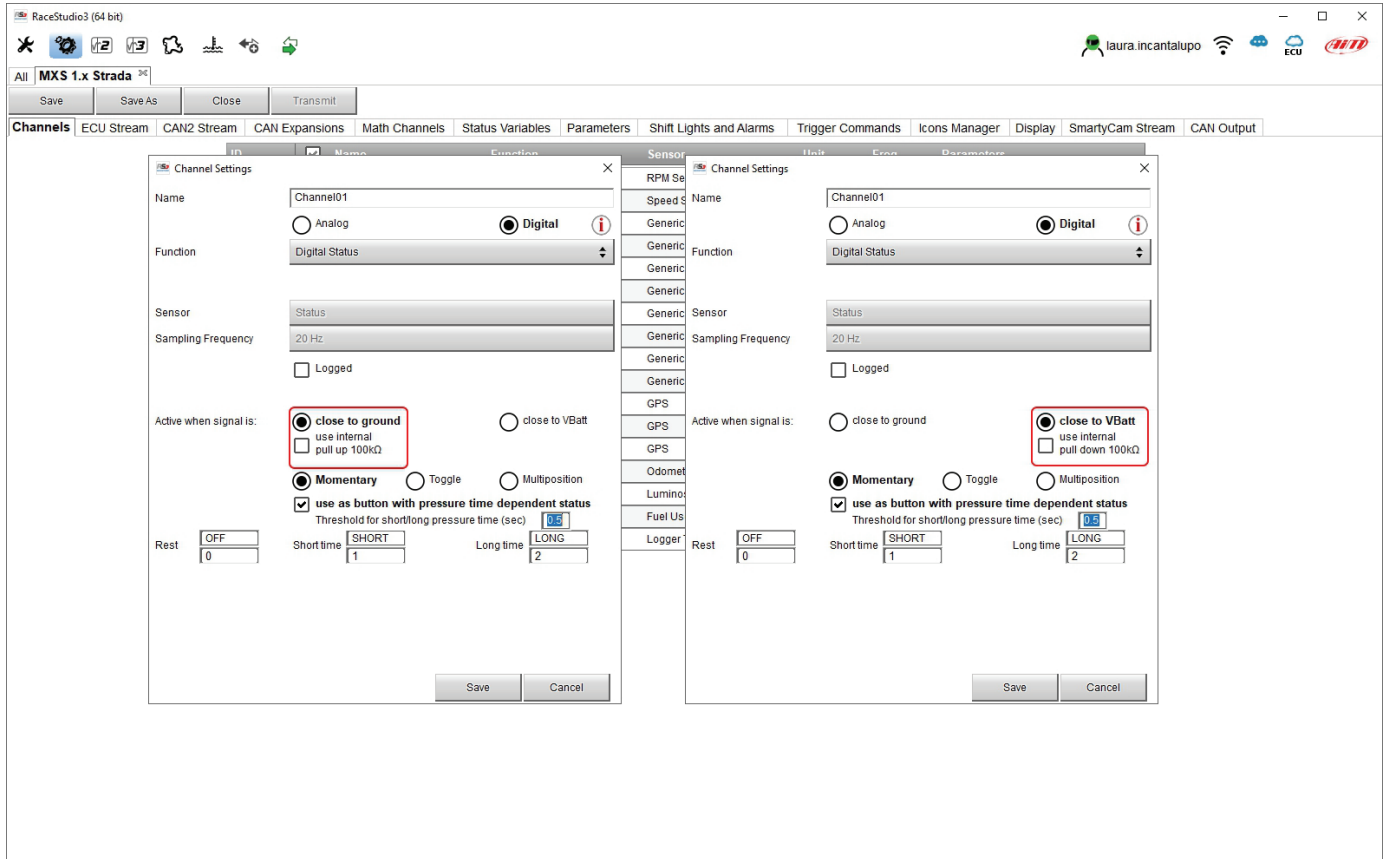 RaceStudio3 (64 bit)
laura.incantalupo
ECU
All MXS 1.x Strada
Save Save As Close Transmit
Channels ECU Stream CAN2 Stream CAN Expansions Math Channels Status Variables Parameters Shift Lights and Alarms Trigger Commands Icons Manager Display SmartyCam Stream CAN Output
ID Name Function Sensor Unit Freq Parameters
Channel Settings
Name Channel01
Analog Digital
Function Digital Status
Sensor Status
Sampling Frequency 20 Hz
Logged
Active when signal is: close to ground close to VBatt
use internal
pull up 100kΩ
Momentary Toggle Multiposition
use as button with pressure time dependent status
Threshold for short/long pressure time (sec) 0.5
Rest OFF Short time SHORT Long time LONG
0 1 2
Save Cancel
RPM Se
Speed S
Generic
Generic
Generic
Generic
Generic
Generic
Generic
Generic
GPS
GPS
GPS
Odomet
Lumino
Fuel Us
Logger
Channel Settings
Name Channel01
Analog Digital
Function Digital Status
Sensor Status
Sampling Frequency 20 Hz
Logged
Active when signal is: close to ground close to VBatt
use internal
pull down 100kΩ
Momentary Toggle Multiposition
use as button with pressure time dependent status
Threshold for short/long pressure time (sec) 0.5
Rest OFF Short time SHORT Long time LONG
0 1 2
Save Cancel